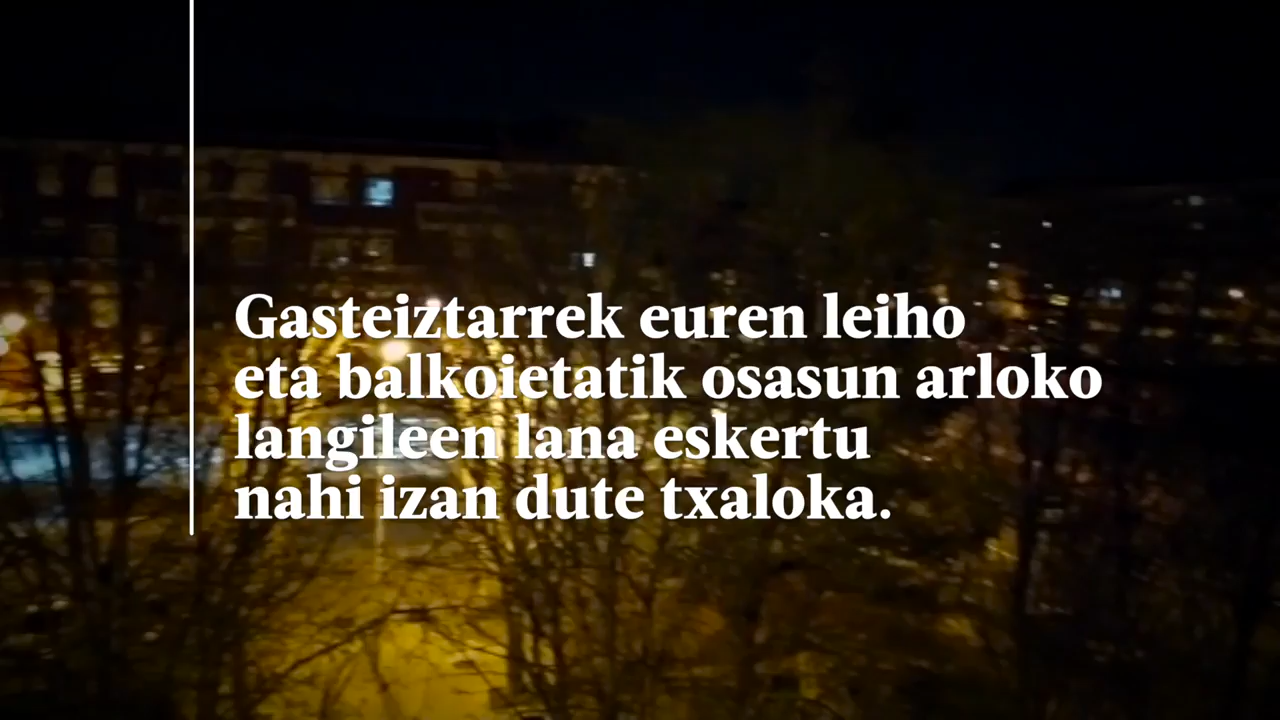 Gasteiztarrek euren leiho
eta balkoietatik osasun arloko
langileen lana eskertu
nahi izan dute txaloka.